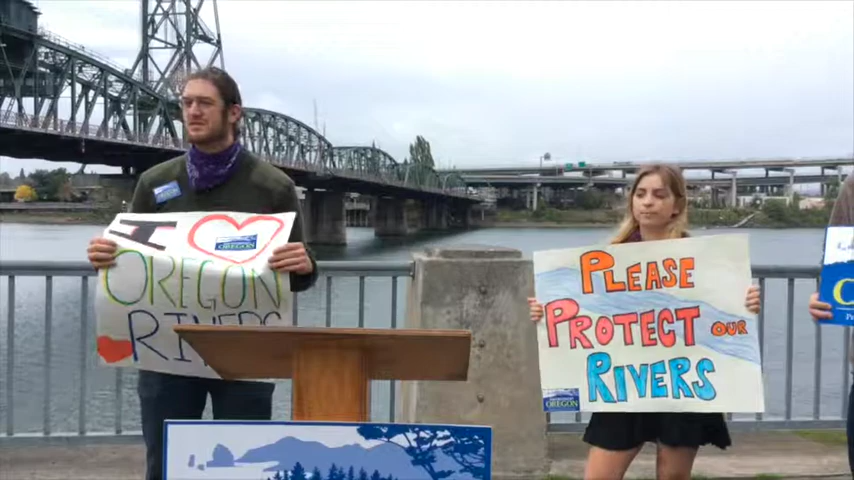 I
OREGON
RIVERS
OREGON
PLEASE
PROTECT OUR
RIVERS
OREGON